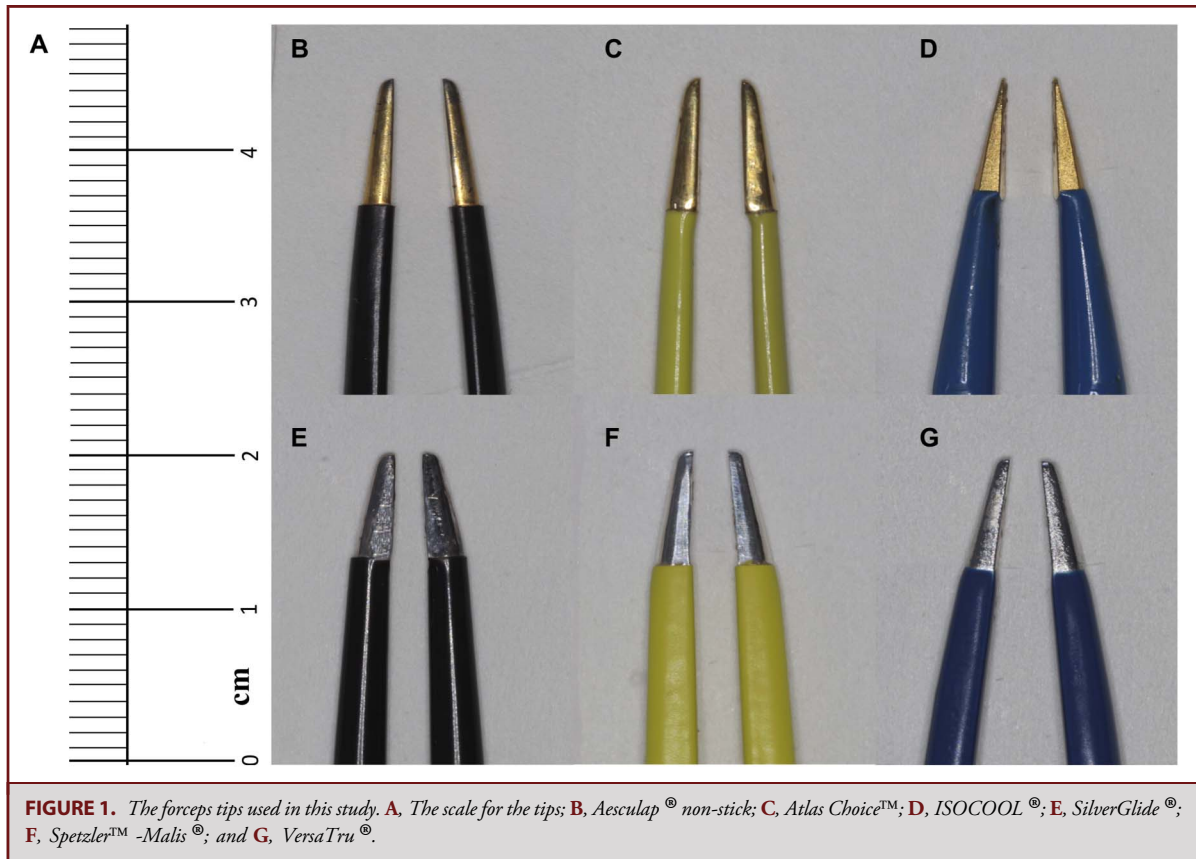 A
B
C
D
4
3
E
F
G
2
1
cm
0
FIGURE 1. The forceps tips used in this study. A, The scale for the tips; B, Aesculap ® non-stick; C, Atlas Choice™; D, ISOCOOL ®; E, SilverGlide ®;
F, Spetzler™ -Malis ®; and G, VersaTru ®.